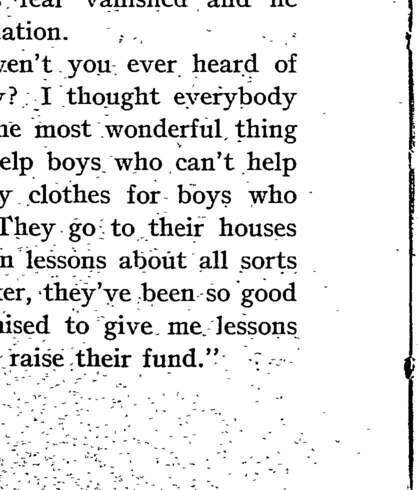 vanished and he
ation.
ven't you ever heard of
y? I thought everybody
he most wonderful thing
elp boys who can't help
y clothes for boys who
They go to their houses
n lessons about all sorts
ter, they've been so good
ised to give me lessons
raise their fund."